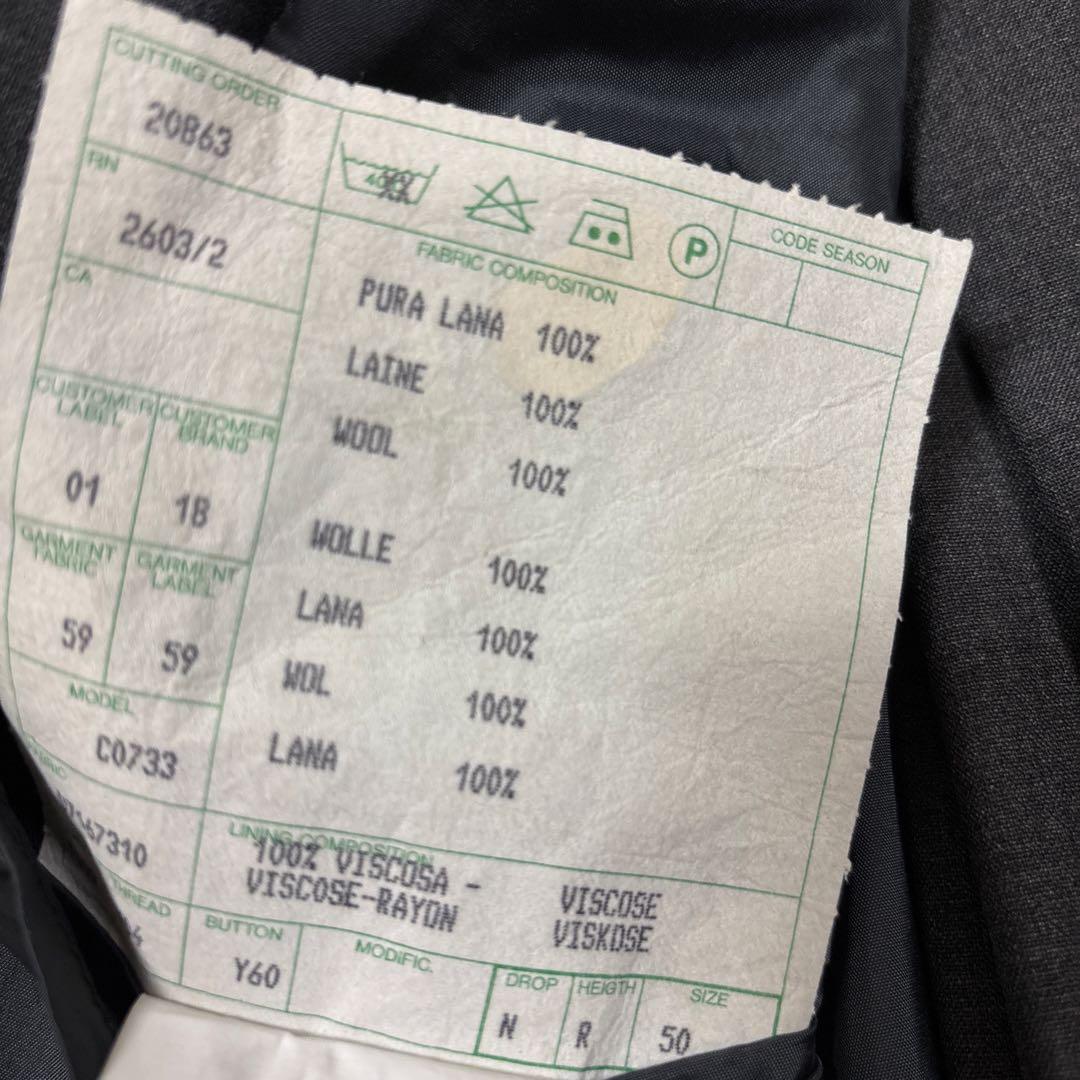 CUTTING ORDER
20863
RN
2603/2
CA
CUSTOMER LABEL
CUSTOMER BRAND
01
1B
GARMENT FABRIC
GARMENT LABEL
59
59
MODEL
C0733
67310
THREAD
BUTTON
Y60
MODIFIC.
40
P
CODE SEASON
FABRIC COMPOSITION
PURA LANA 100%
LAINE 100%
WOOL 100%
WOLLE 100%
LANA 100%
WOL 100%
LANA 100%
LINING COMPOSITION
100% VISCOSA - VISCOSE
VISCOSE-RAYON VISKOSE
DROP HEIGTH SIZE
N R 50